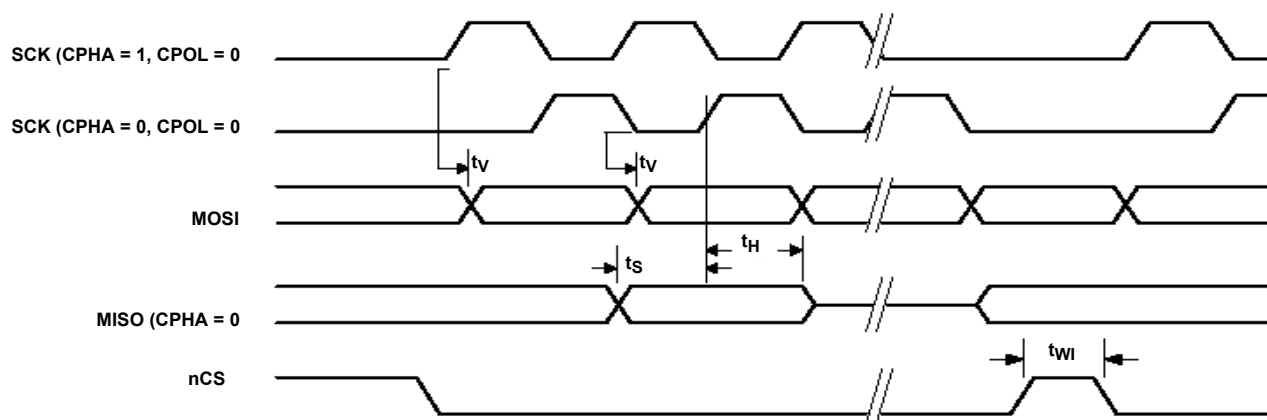 SCK (CPHA = 1, CPOL = 0
SCK (CPHA = 0, CPOL = 0
tV
tV
MOSI
tH
tS
MISO (CPHA = 0
tWI
nCS